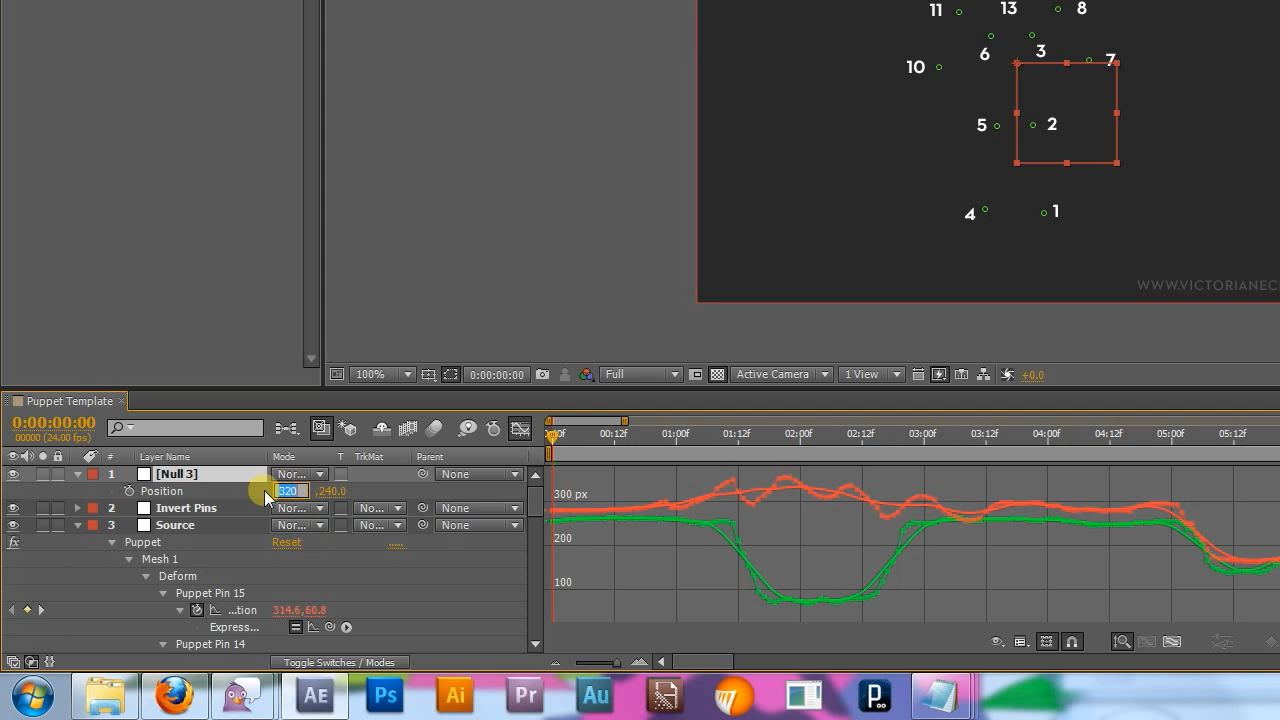 11
13
8
6
3
7
10
5
2
4
1
WWW.VICTORIANEC
100%
0:00:00:00
Full
Active Camera
1 View
+0.0
Puppet Template
0:00:00:00
00000 (24.00 fps)
# Layer Name Mode T TrkMat Parent
00f 00:12f 01:00f 01:12f 02:00f 02:12f 03:00f 03:12f 04:00f 04:12f 05:00f 05:12f
1 [Null 3] Nor... None
Position 320 ,240.0
2 Invert Pins Nor... No... None
3 Source Nor... No... None
fx Puppet Reset .....
Mesh 1
Deform
Puppet Pin 15
...tion 314.6,60.8
Express...
Puppet Pin 14
300 px
200
100
Toggle Switches / Modes
AE Ps Ai Pr Au P